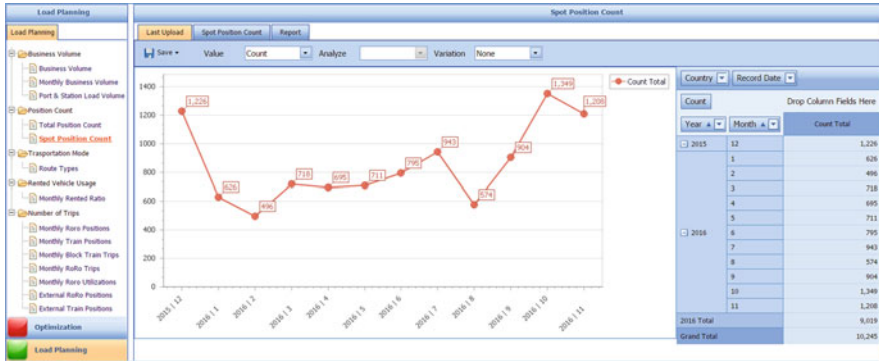 Load Planning
Load Planning
Business Volume
Business Volume
Monthly Business Volume
Port & Station Load Volume
Position Count
Total Position Count
Spot Position Count
Trasportation Mode
Route Types
Rented Vehicle Usage
Monthly Rented Ratio
Number of Trips
Monthly Roro Positions
Monthly Train Positions
Monthly Block Train Trips
Monthly RoRo Trips
Monthly Roro Utilizations
External RoRo Positions
External Train Positions
Optimization
Load Planning
Spot Position Count
Last Upload Spot Position Count Report
Save Value Count Analyze Variation None
1400
1200
1000
800
600
400
200
0
1,226
626
496
718
695
711
795
943
574
904
1,349
1,208
Count Total
2015 | 12
2016 | 1
2016 | 2
2016 | 3
2016 | 4
2016 | 5
2016 | 6
2016 | 7
2016 | 8
2016 | 9
2016 | 10
2016 | 11
Country Record Date
Count Drop Column Fields Here
Year Month Count Total
2015 12 1,226
1 626
2 496
3 718
4 695
5 711
2016 6 795
7 943
8 574
9 904
10 1,349
11 1,208
2016 Total 9,019
Grand Total 10,245